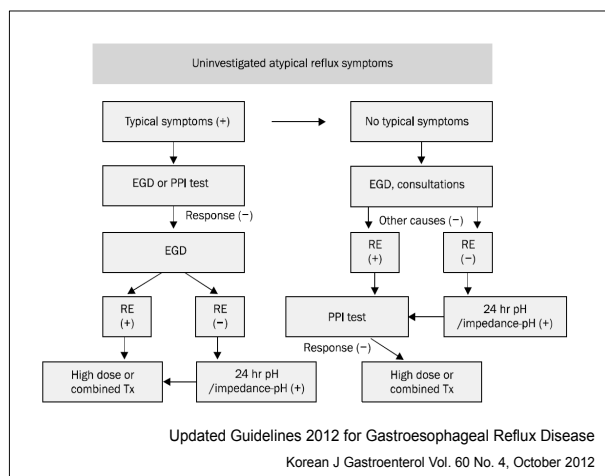 Uninvestigated atypical reflux symptoms
Typical symptoms (+)
No typical symptoms
EGD or PPI test
EGD, consultations
Response (−)
Other causes (−)
EGD
RE
(+)
RE
(−)
RE
(+)
RE
(−)
PPI test
24 hr pH
/impedance-pH (+)
Response (−)
High dose or
combined Tx
24 hr pH
/impedance-pH (+)
High dose or
combined Tx
Updated Guidelines 2012 for Gastroesophageal Reflux Disease
Korean J Gastroenterol Vol. 60 No. 4, October 2012